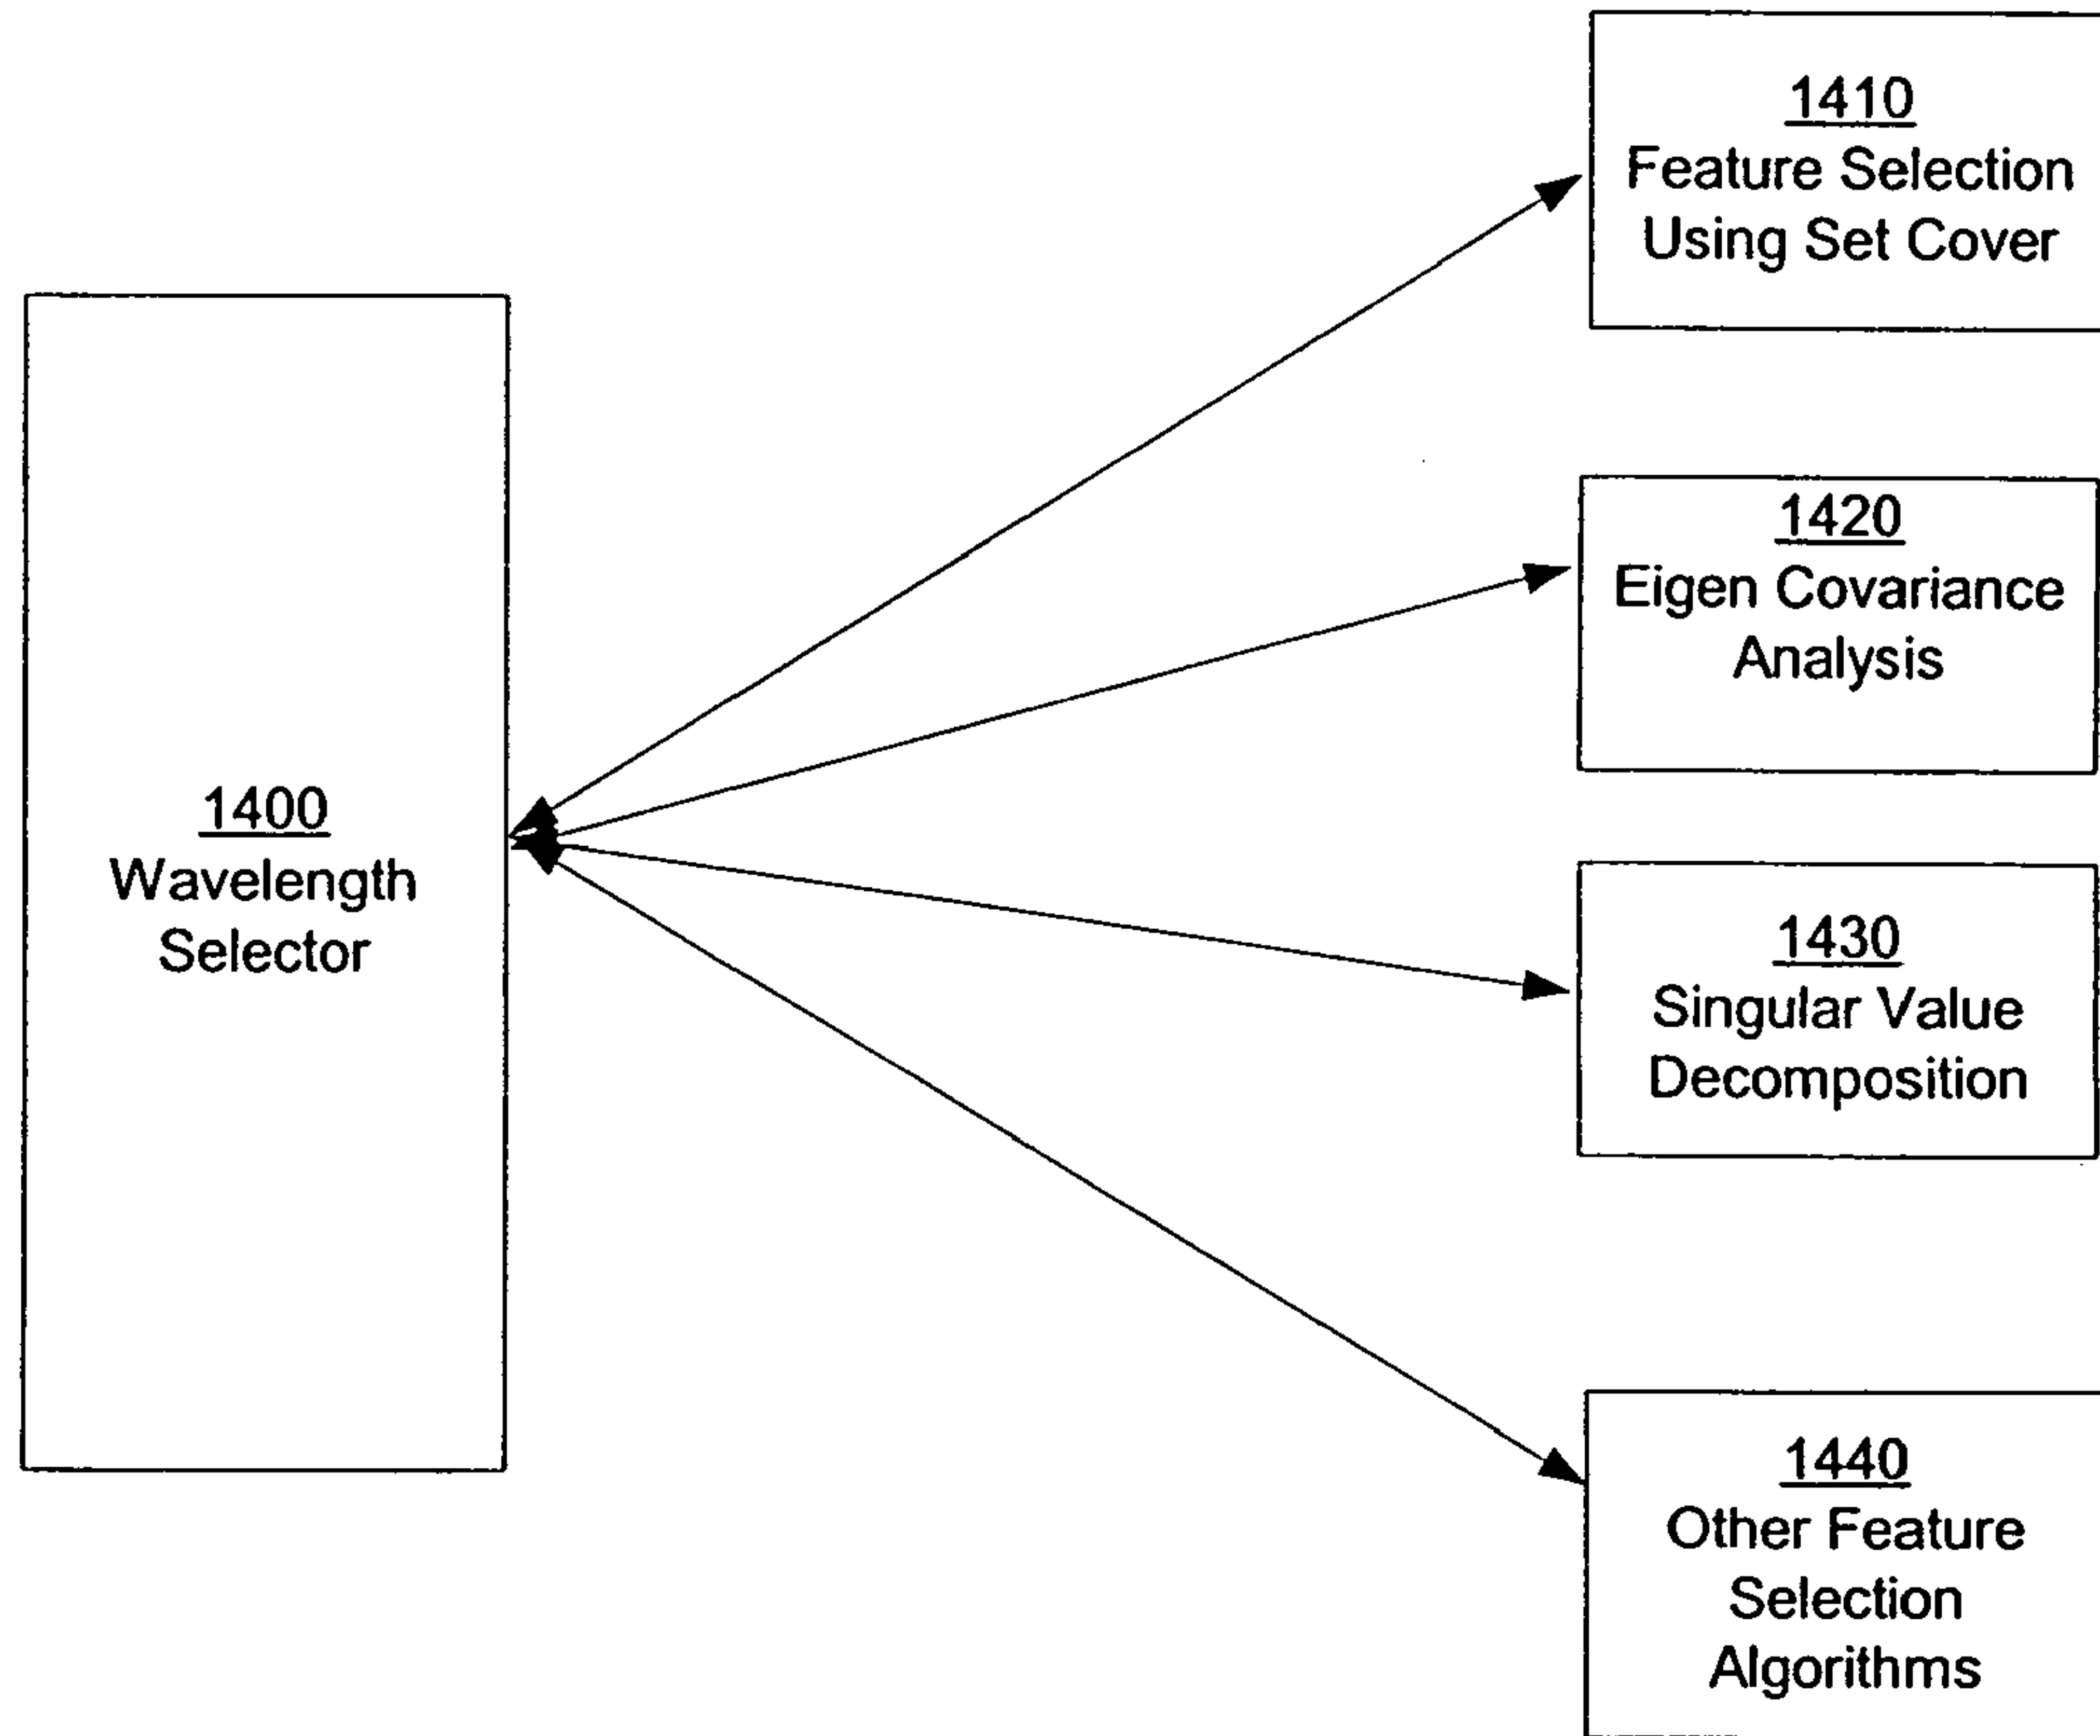 1400
Wavelength
Selector
1410
Feature Selection
Using Set Cover
1420
Eigen Covariance
Analysis
1430
Singular Value
Decomposition
1440
Other Feature
Selection
Algorithms